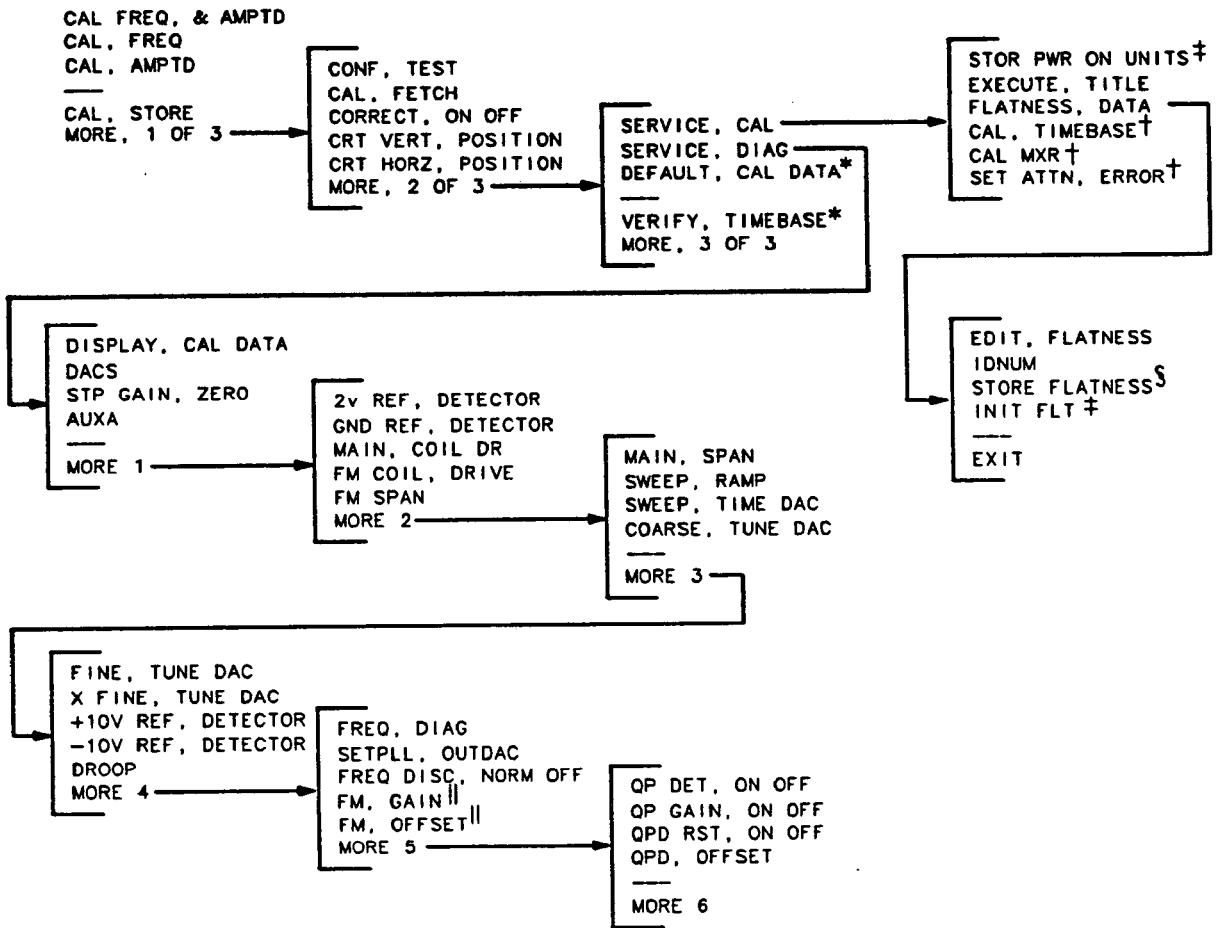 CAL FREQ, & AMPTD
CAL, FREQ
CAL, AMPTD
CAL, STORE
MORE, 1 OF 3
CONF, TEST
CAL, FETCH
CORRECT, ON OFF
CRT VERT, POSITION
CRT HORZ, POSITION
MORE, 2 OF 3
SERVICE, CAL
SERVICE, DIAG
DEFAULT, CAL DATA*
VERIFY, TIMEBASE*
MORE, 3 OF 3
STOR PWR ON UNITS‡
EXECUTE, TITLE
FLATNESS, DATA
CAL, TIMEBASE†
CAL MXR†
SET ATTN, ERROR†
EDIT, FLATNESS
IDNUM
STORE FLATNESS§
INIT FLT ‡
EXIT
DISPLAY, CAL DATA
DACS
STP GAIN, ZERO
AUXA
MORE 1
2v REF, DETECTOR
GND REF, DETECTOR
MAIN, COIL DR
FM COIL, DRIVE
FM SPAN
MORE 2
MAIN, SPAN
SWEEP, RAMP
SWEEP, TIME DAC
COARSE, TUNE DAC
MORE 3
FINE, TUNE DAC
X FINE, TUNE DAC
+10V REF, DETECTOR
−10V REF, DETECTOR
DROOP
MORE 4
FREQ, DIAG
SETPLL, OUTDAC
FREQ DISC, NORM OFF
FM, GAIN||
FM, OFFSET||
MORE 5
QP DET, ON OFF
QP GAIN, ON OFF
QPD RST, ON OFF
QPD, OFFSET
MORE 6